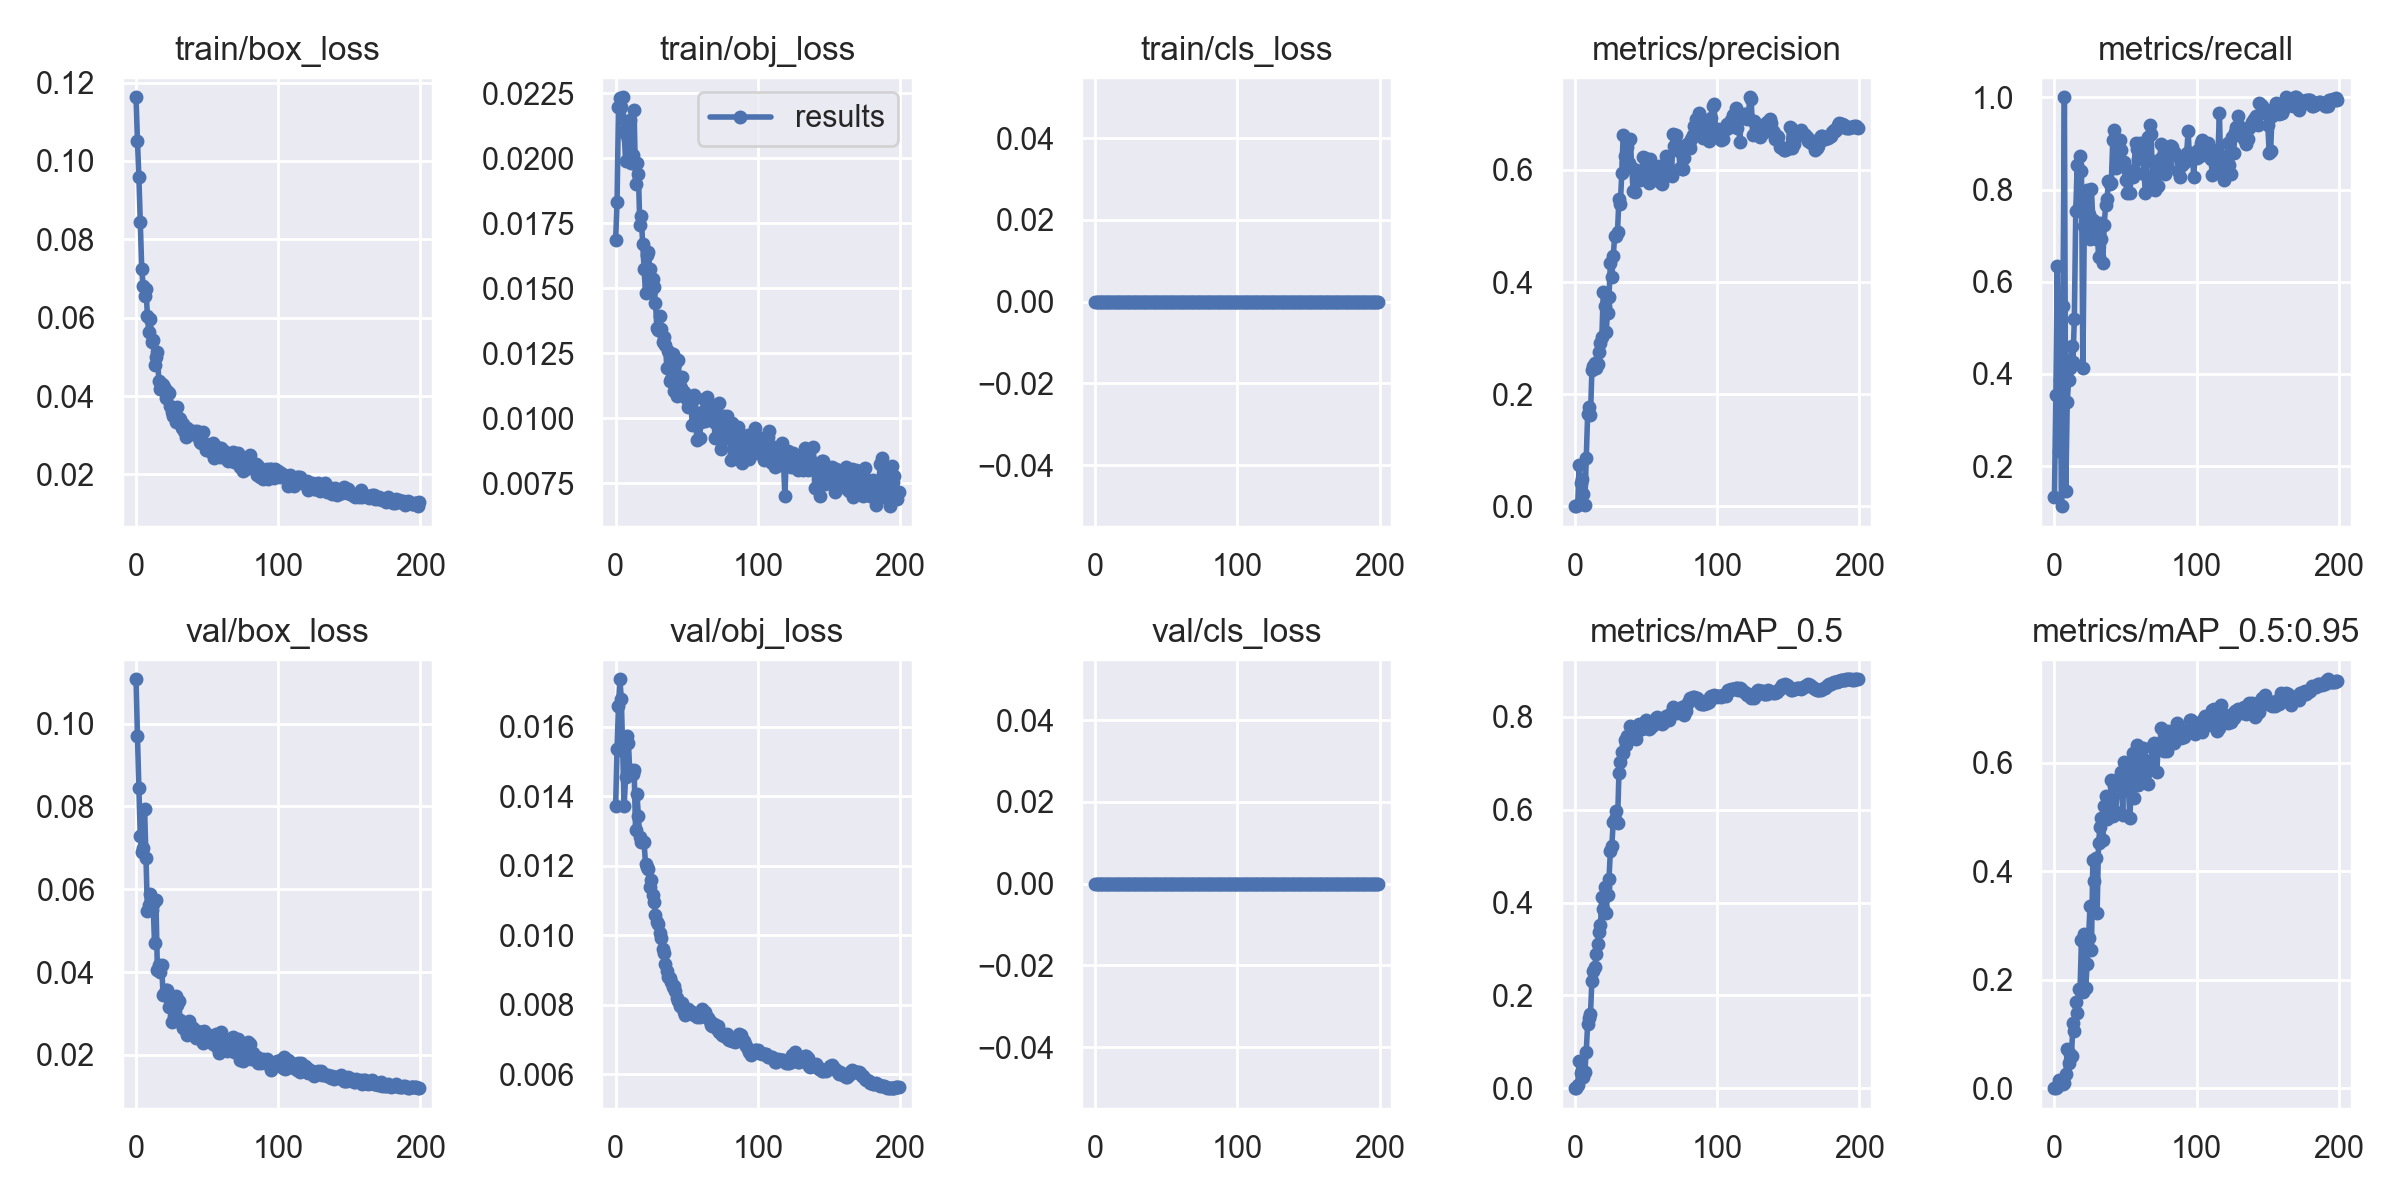 train/box_loss
0.12
0.10
0.08
0.06
0.04
0.02
0 100 200
train/obj_loss
results
0.0225
0.0200
0.0175
0.0150
0.0125
0.0100
0.0075
0 100 200
train/cls_loss
0.04
0.02
0.00
−0.02
−0.04
0 100 200
metrics/precision
0.6
0.4
0.2
0.0
0 100 200
metrics/recall
1.0
0.8
0.6
0.4
0.2
0 100 200
val/box_loss
0.10
0.08
0.06
0.04
0.02
0 100 200
val/obj_loss
0.016
0.014
0.012
0.010
0.008
0.006
0 100 200
val/cls_loss
0.04
0.02
0.00
−0.02
−0.04
0 100 200
metrics/mAP_0.5
0.8
0.6
0.4
0.2
0.0
0 100 200
metrics/mAP_0.5:0.95
0.6
0.4
0.2
0.0
0 100 200